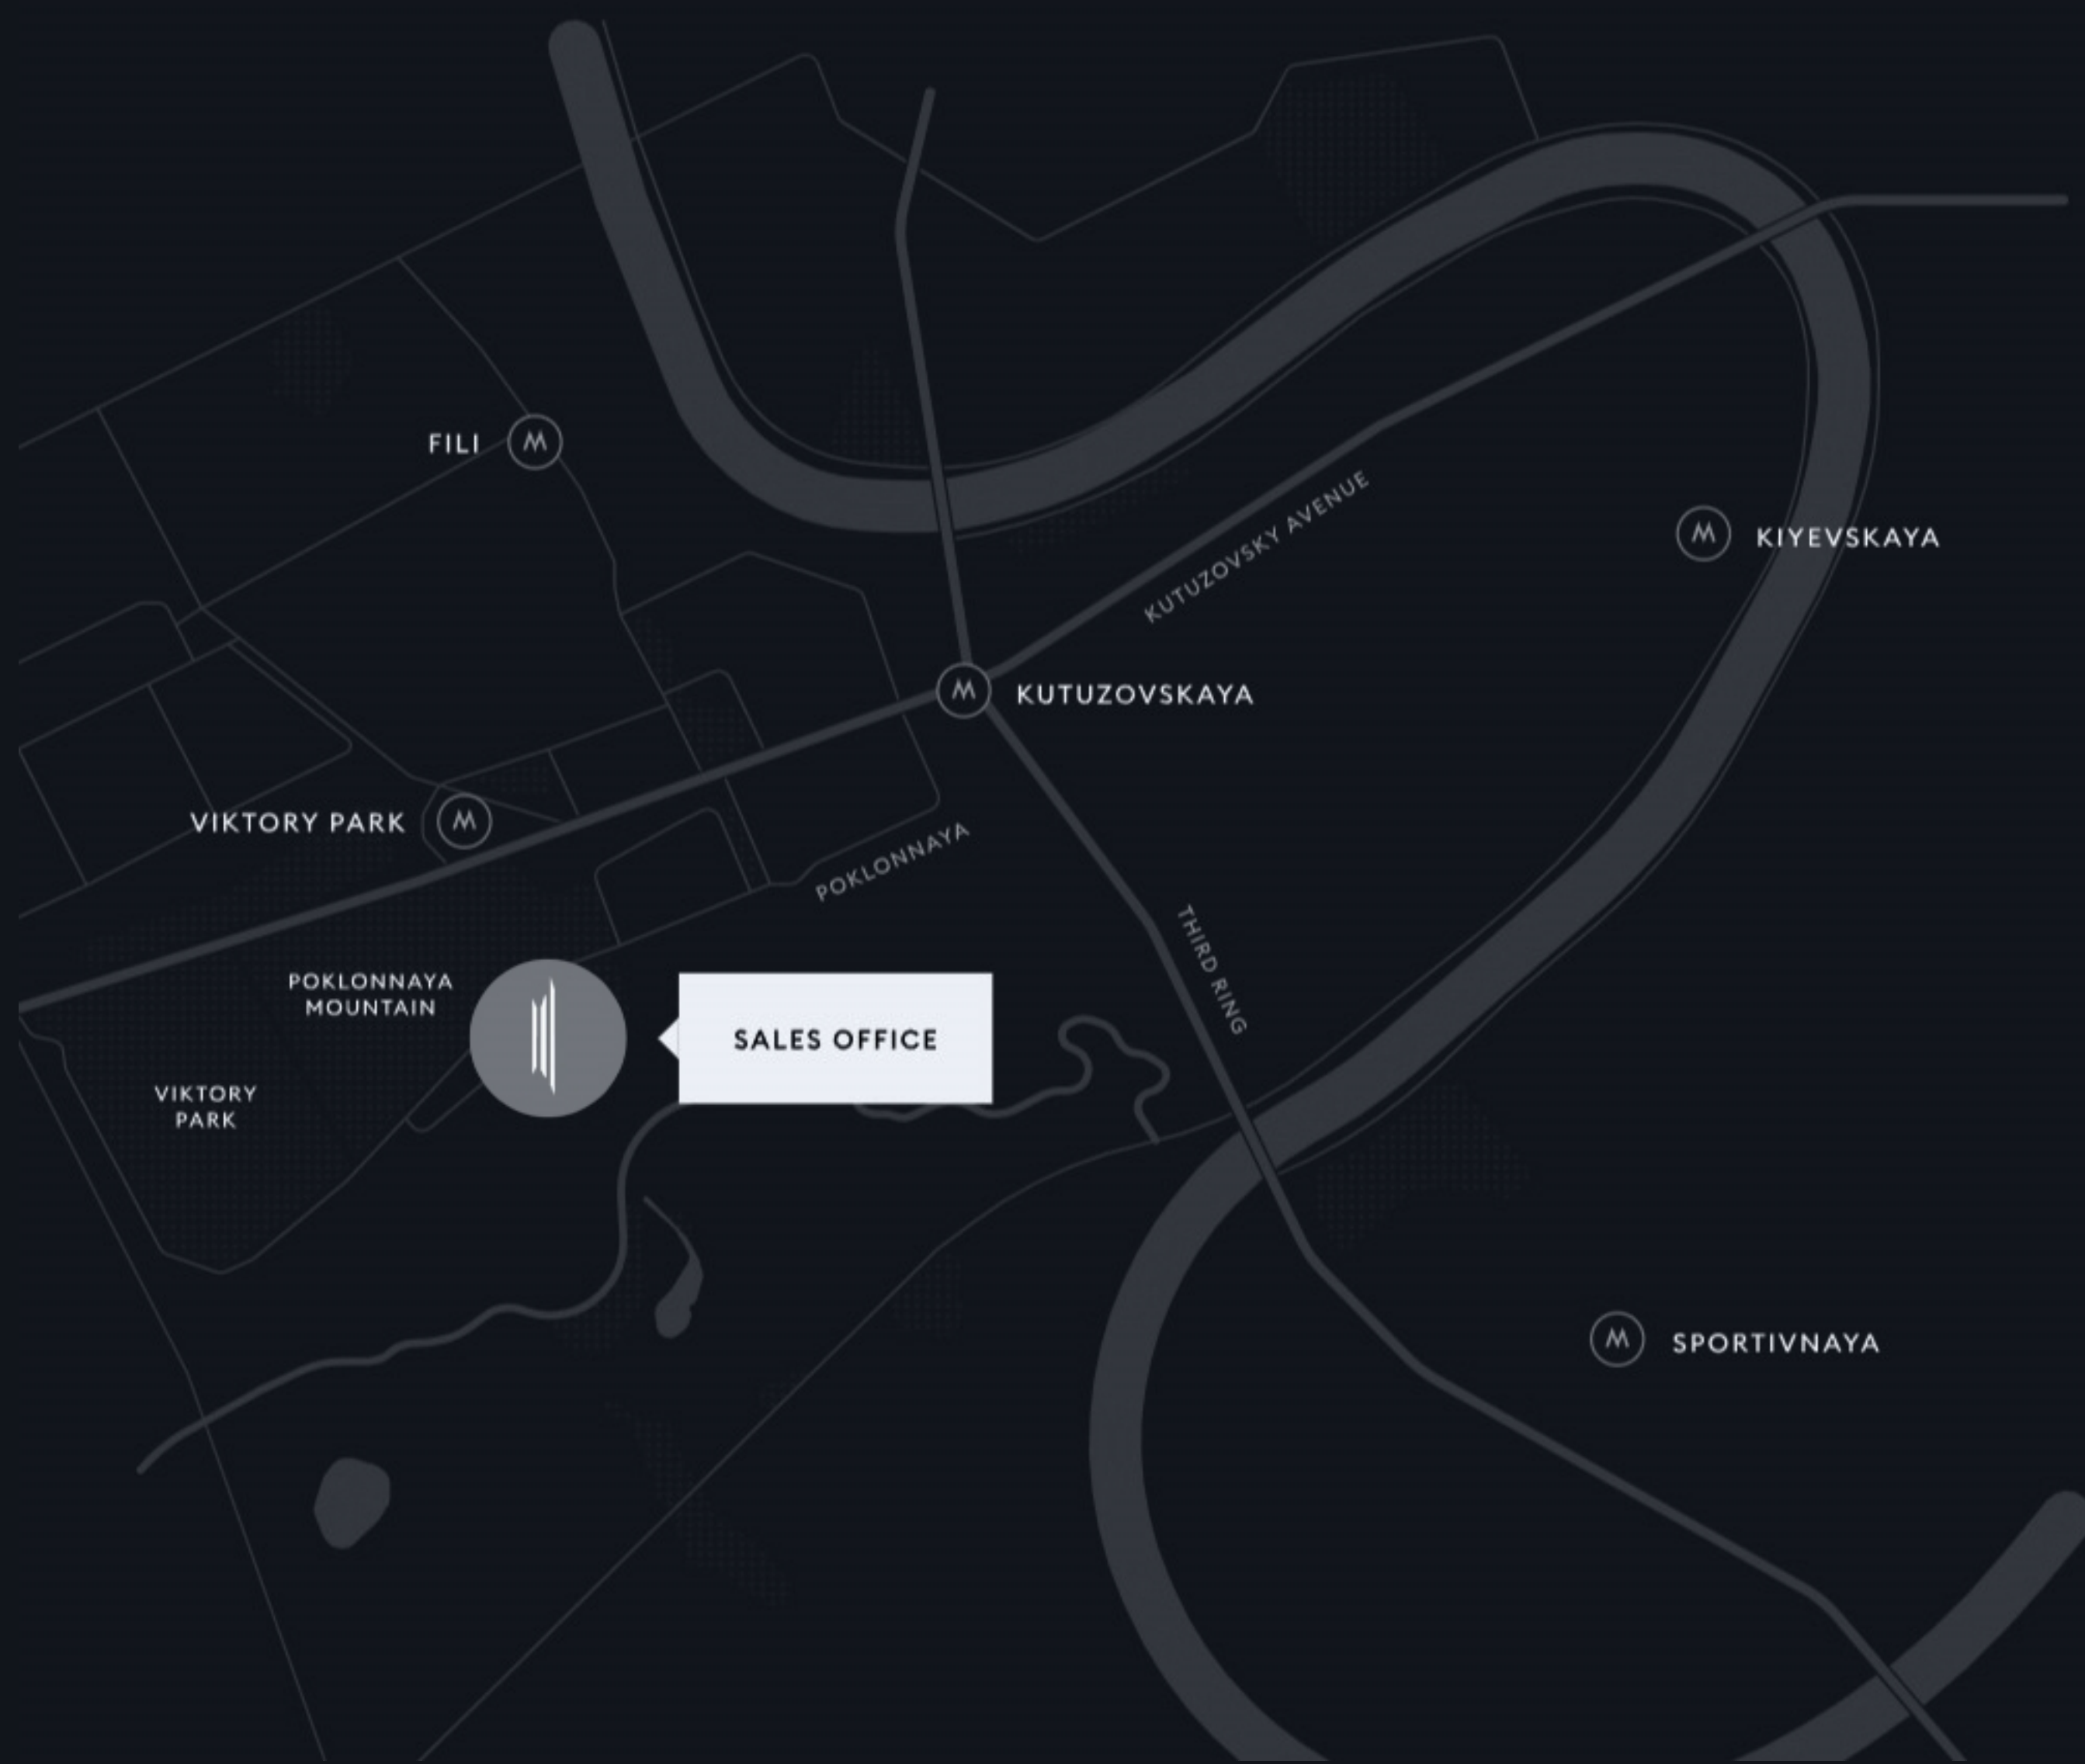 FILI
KIYEVSKAYA
KUTUZOVSKY AVENUE
KUTUZOVSKAYA
VIKTORY PARK
POKLONNAYA
THIRD RING
POKLONNAYA
MOUNTAIN
SALES OFFICE
VIKTORY
PARK
SPORTIVNAYA